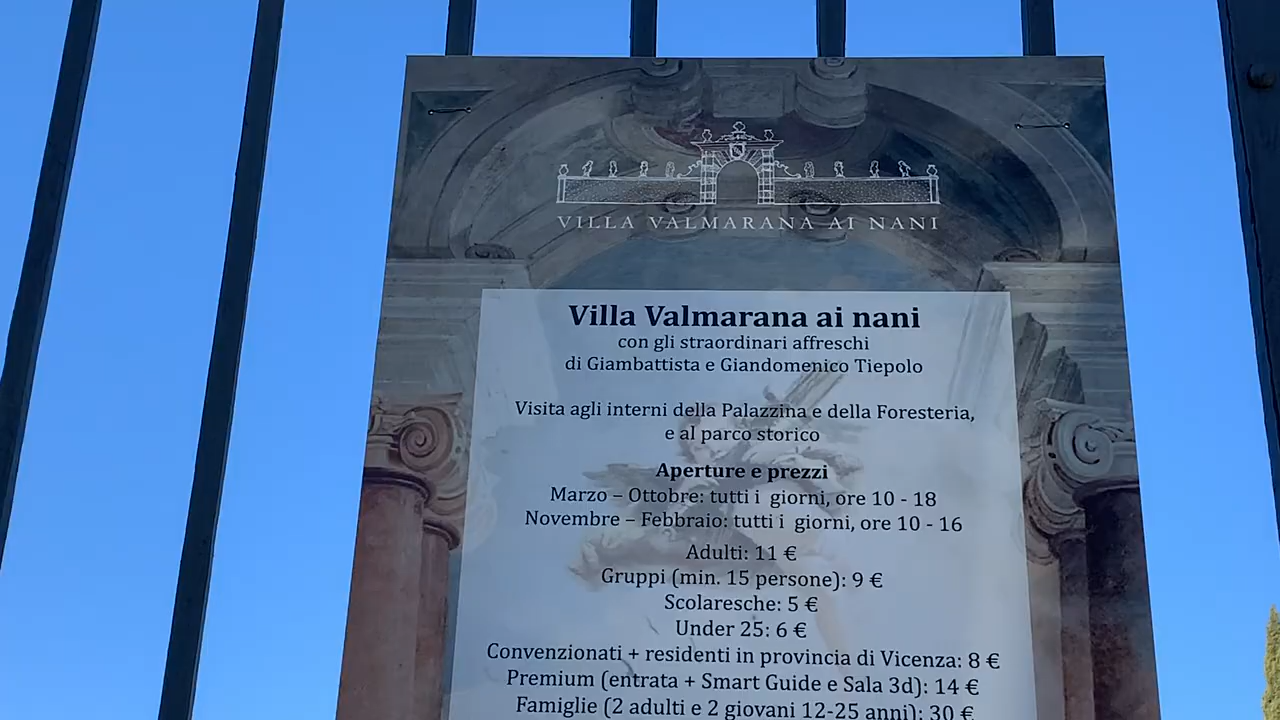 VILLA VALMARANA AI NANI
Villa Valmarana ai nani
con gli straordinari affreschi
di Giambattista e Giandomenico Tiepolo
Visita agli interni della Palazzina e della Foresteria,
e al parco storico
Aperture e prezzi
Marzo – Ottobre: tutti i giorni, ore 10 - 18
Novembre – Febbraio: tutti i giorni, ore 10 - 16
Adulti: 11 €
Gruppi (min. 15 persone): 9 €
Scolaresche: 5 €
Under 25: 6 €
Convenzionati + residenti in provincia di Vicenza: 8 €
Premium (entrata + Smart Guide e Sala 3d): 14 €
Famiglie (2 adulti e 2 giovani 12-25 anni): 30 €